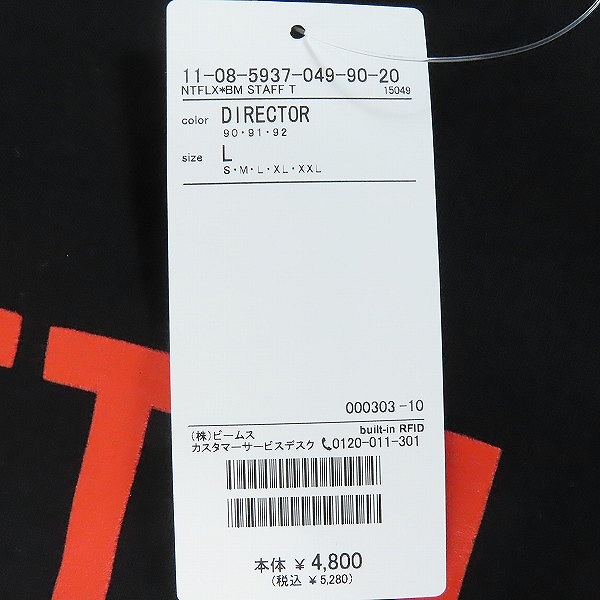 11-08-5937-049-90-20
NTFLX*BM STAFF T 15049
color DIRECTOR
90・91・92
size L
S・M・L・XL・XXL
000303-10
built-in RFID
(株)ビームス
カスタマーサービスデスク 0120-011-301
本体 ¥ 4,800
(税込 ¥ 5,280)
T